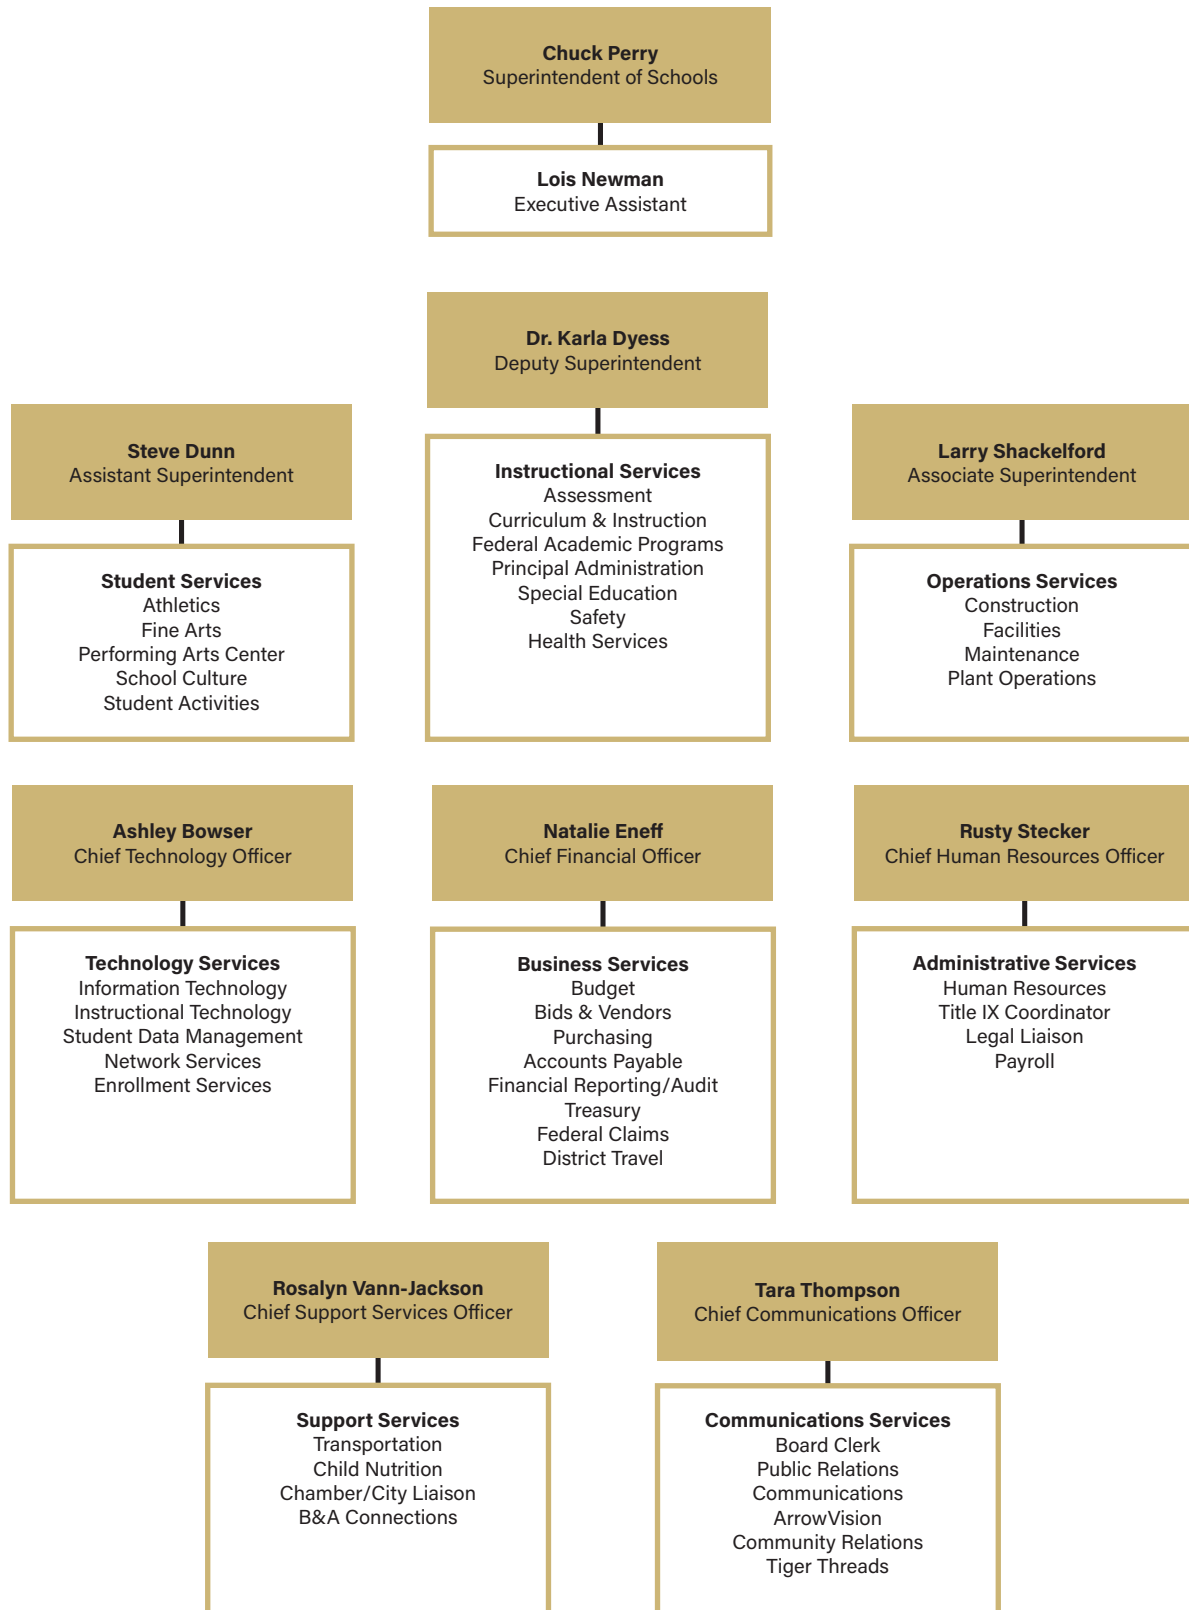 Chuck Perry
Superintendent of Schools
Lois Newman
Executive Assistant
Dr. Karla Dyess
Deputy Superintendent
Instructional Services
Assessment
Curriculum & Instruction
Federal Academic Programs
Principal Administration
Special Education
Safety
Health Services
Steve Dunn
Assistant Superintendent
Student Services
Athletics
Fine Arts
Performing Arts Center
School Culture
Student Activities
Larry Shackelford
Associate Superintendent
Operations Services
Construction
Facilities
Maintenance
Plant Operations
Ashley Bowser
Chief Technology Officer
Technology Services
Information Technology
Instructional Technology
Student Data Management
Network Services
Enrollment Services
Natalie Eneff
Chief Financial Officer
Business Services
Budget
Bids & Vendors
Purchasing
Accounts Payable
Financial Reporting/Audit
Treasury
Federal Claims
District Travel
Rusty Stecker
Chief Human Resources Officer
Administrative Services
Human Resources
Title IX Coordinator
Legal Liaison
Payroll
Rosalyn Vann-Jackson
Chief Support Services Officer
Support Services
Transportation
Child Nutrition
Chamber/City Liaison
B&A Connections
Tara Thompson
Chief Communications Officer
Communications Services
Board Clerk
Public Relations
Communications
ArrowVision
Community Relations
Tiger Threads